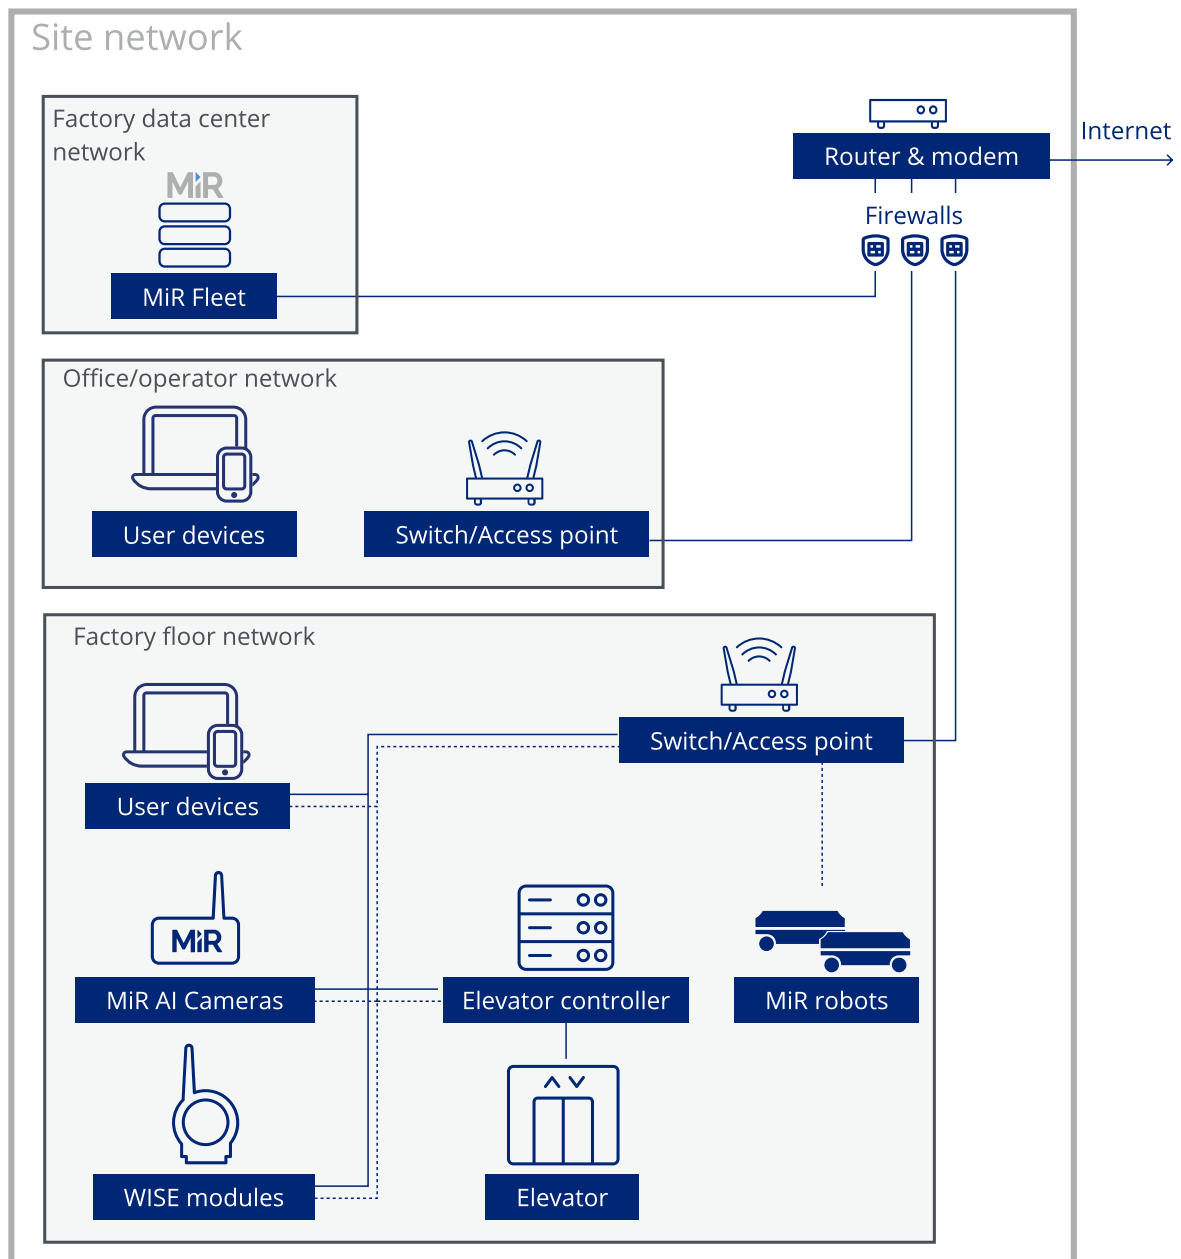 Site network
Factory data center
network
MiR
MiR Fleet
Router & modem
Internet
Firewalls
Office/operator network
User devices
Switch/Access point
Factory floor network
Switch/Access point
User devices
MiR
MiR AI Cameras
Elevator controller
MiR robots
WISE modules
Elevator